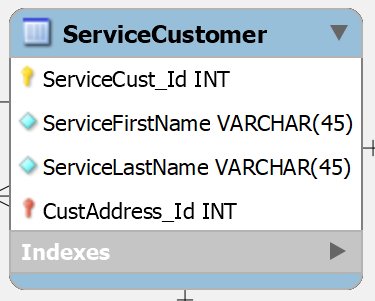 ServiceCustomer
ServiceCust_Id INT
ServiceFirstName VARCHAR(45)
ServiceLastName VARCHAR(45)
CustAddress_Id INT
Indexes